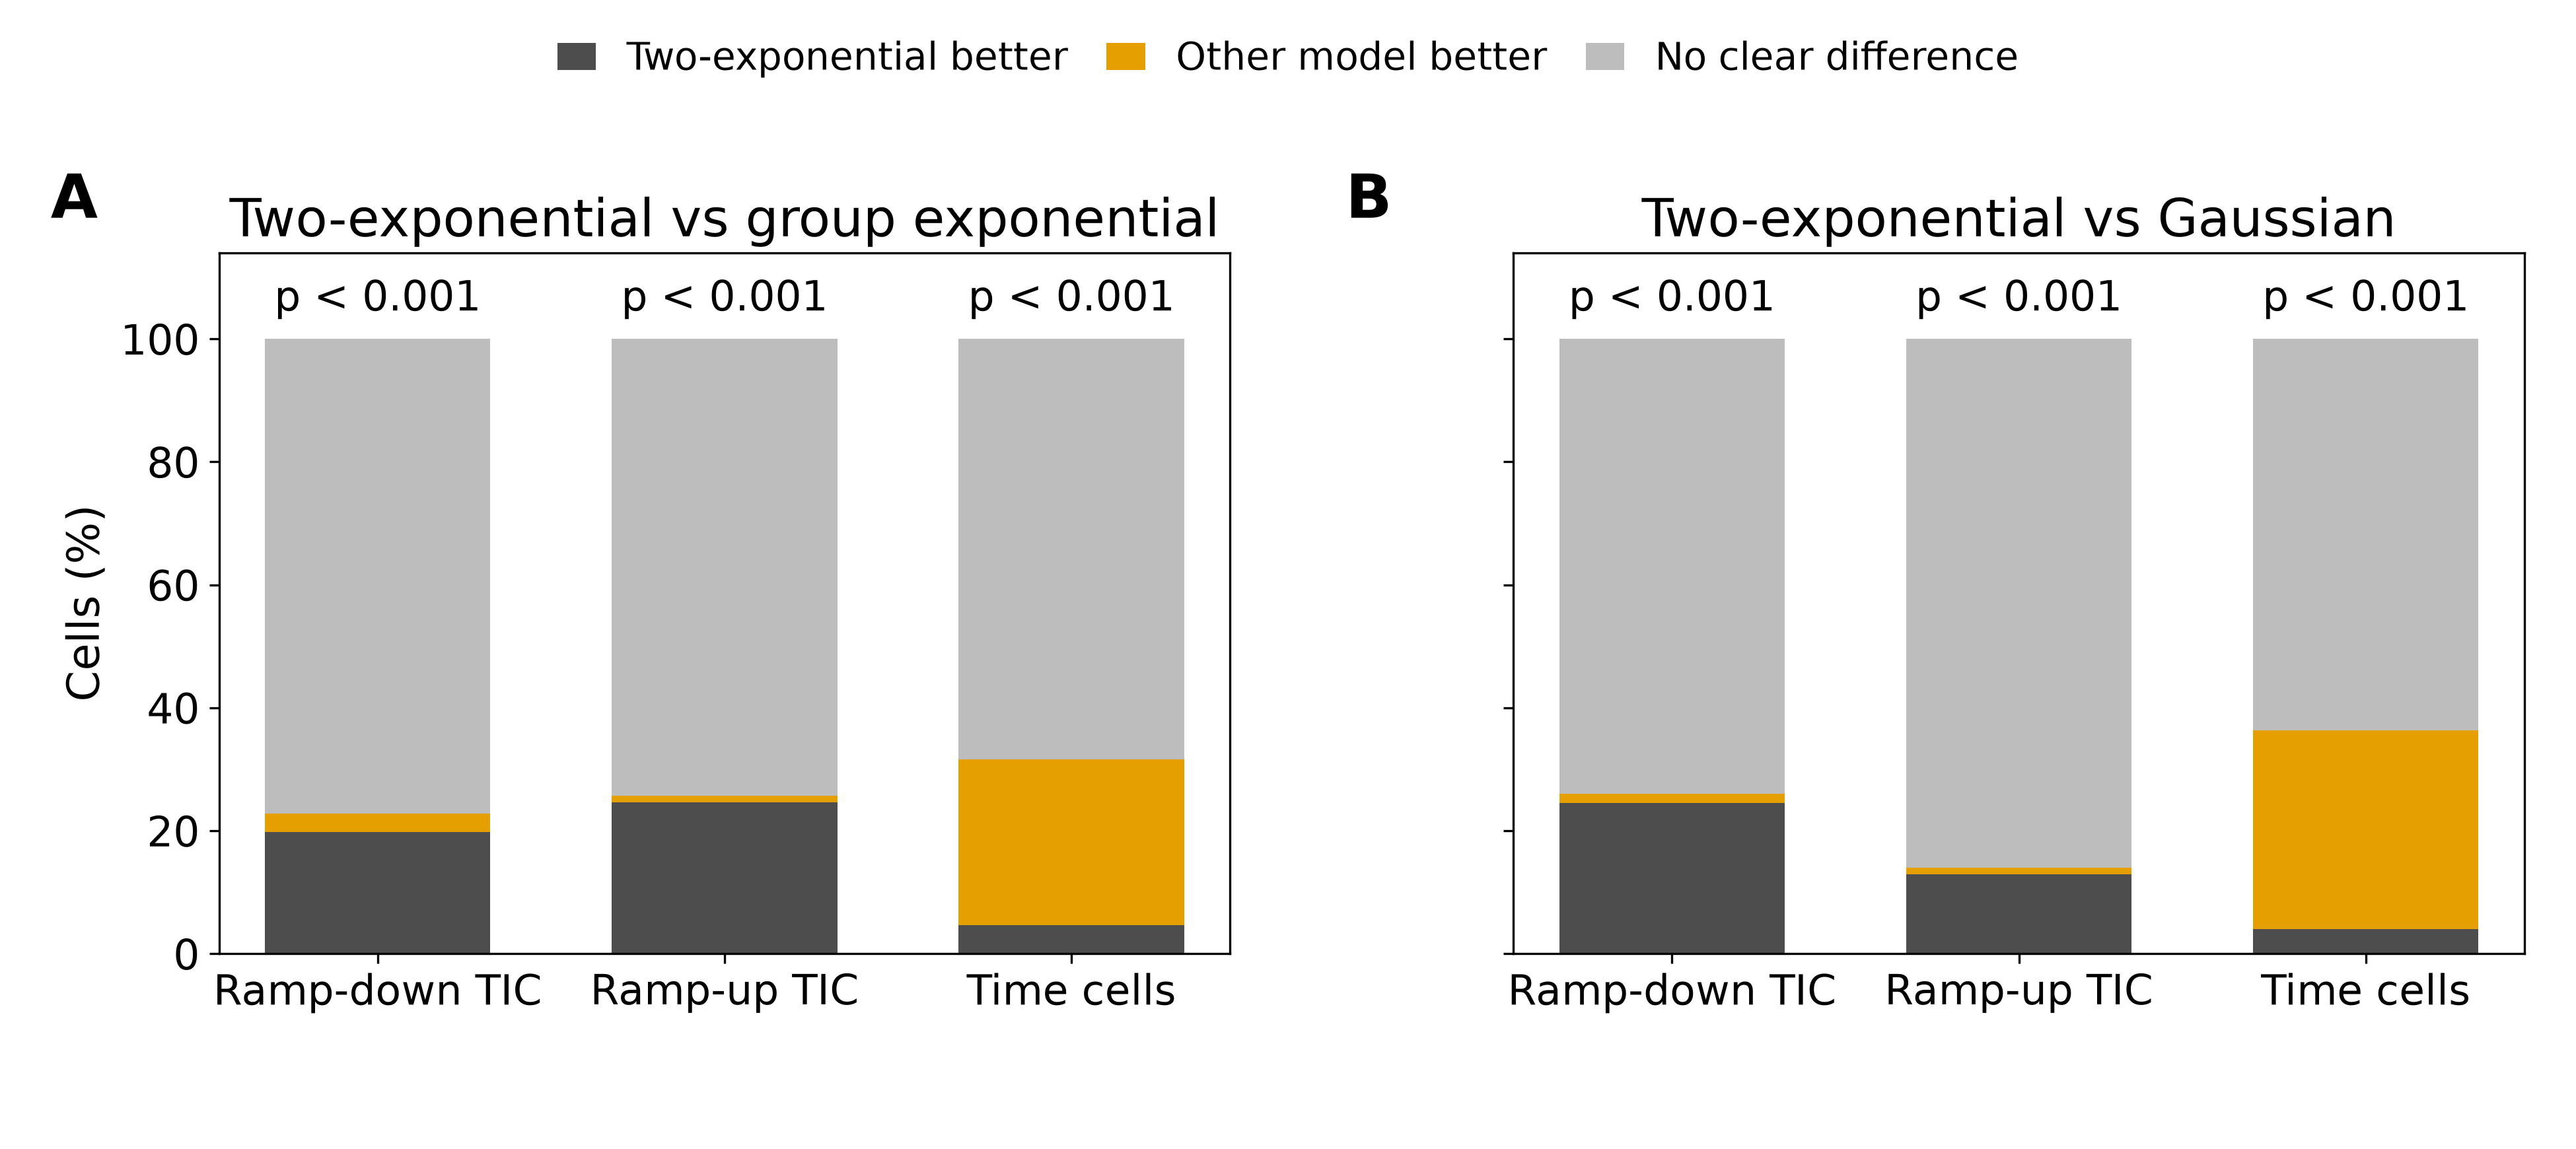 Two-exponential better Other model better No clear difference
A
Two-exponential vs group exponential
p < 0.001 p < 0.001 p < 0.001
100
80
60
40
20
0
Cells (%)
Ramp-down TIC Ramp-up TIC Time cells
B
Two-exponential vs Gaussian
p < 0.001 p < 0.001 p < 0.001
Ramp-down TIC Ramp-up TIC Time cells